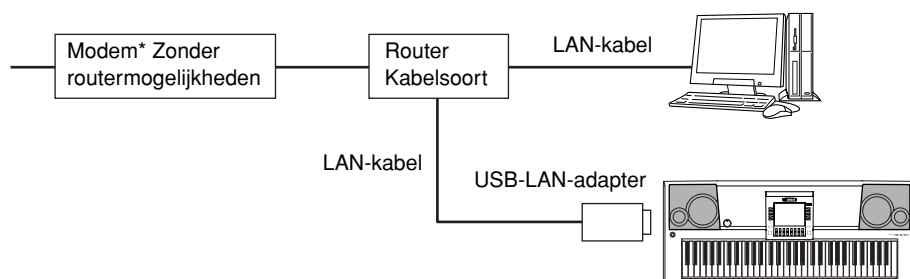 Modem* Zonder
routermogelijkheden
Router
Kabelsoort
LAN-kabel
LAN-kabel
USB-LAN-adapter